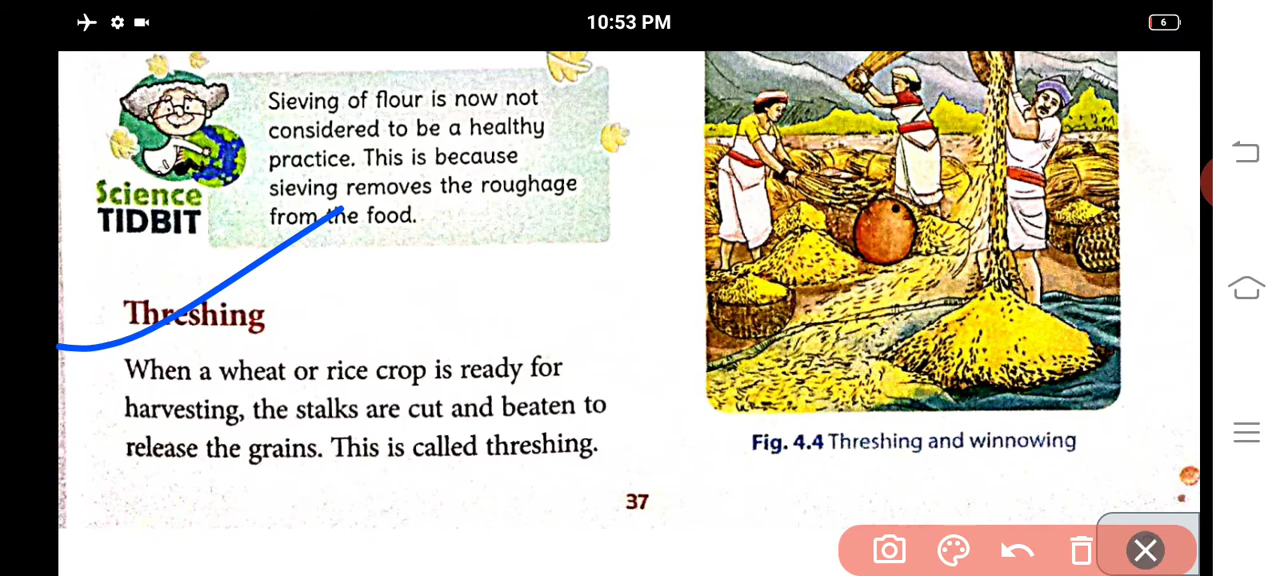 10:53 PM
6
Sieving of flour is now not
considered to be a healthy
practice. This is because
sieving removes the roughage
from the food.
Science
TIDBIT
Threshing
When a wheat or rice crop is ready for
harvesting, the stalks are cut and beaten to
release the grains. This is called threshing.
Fig. 4.4 Threshing and winnowing
37